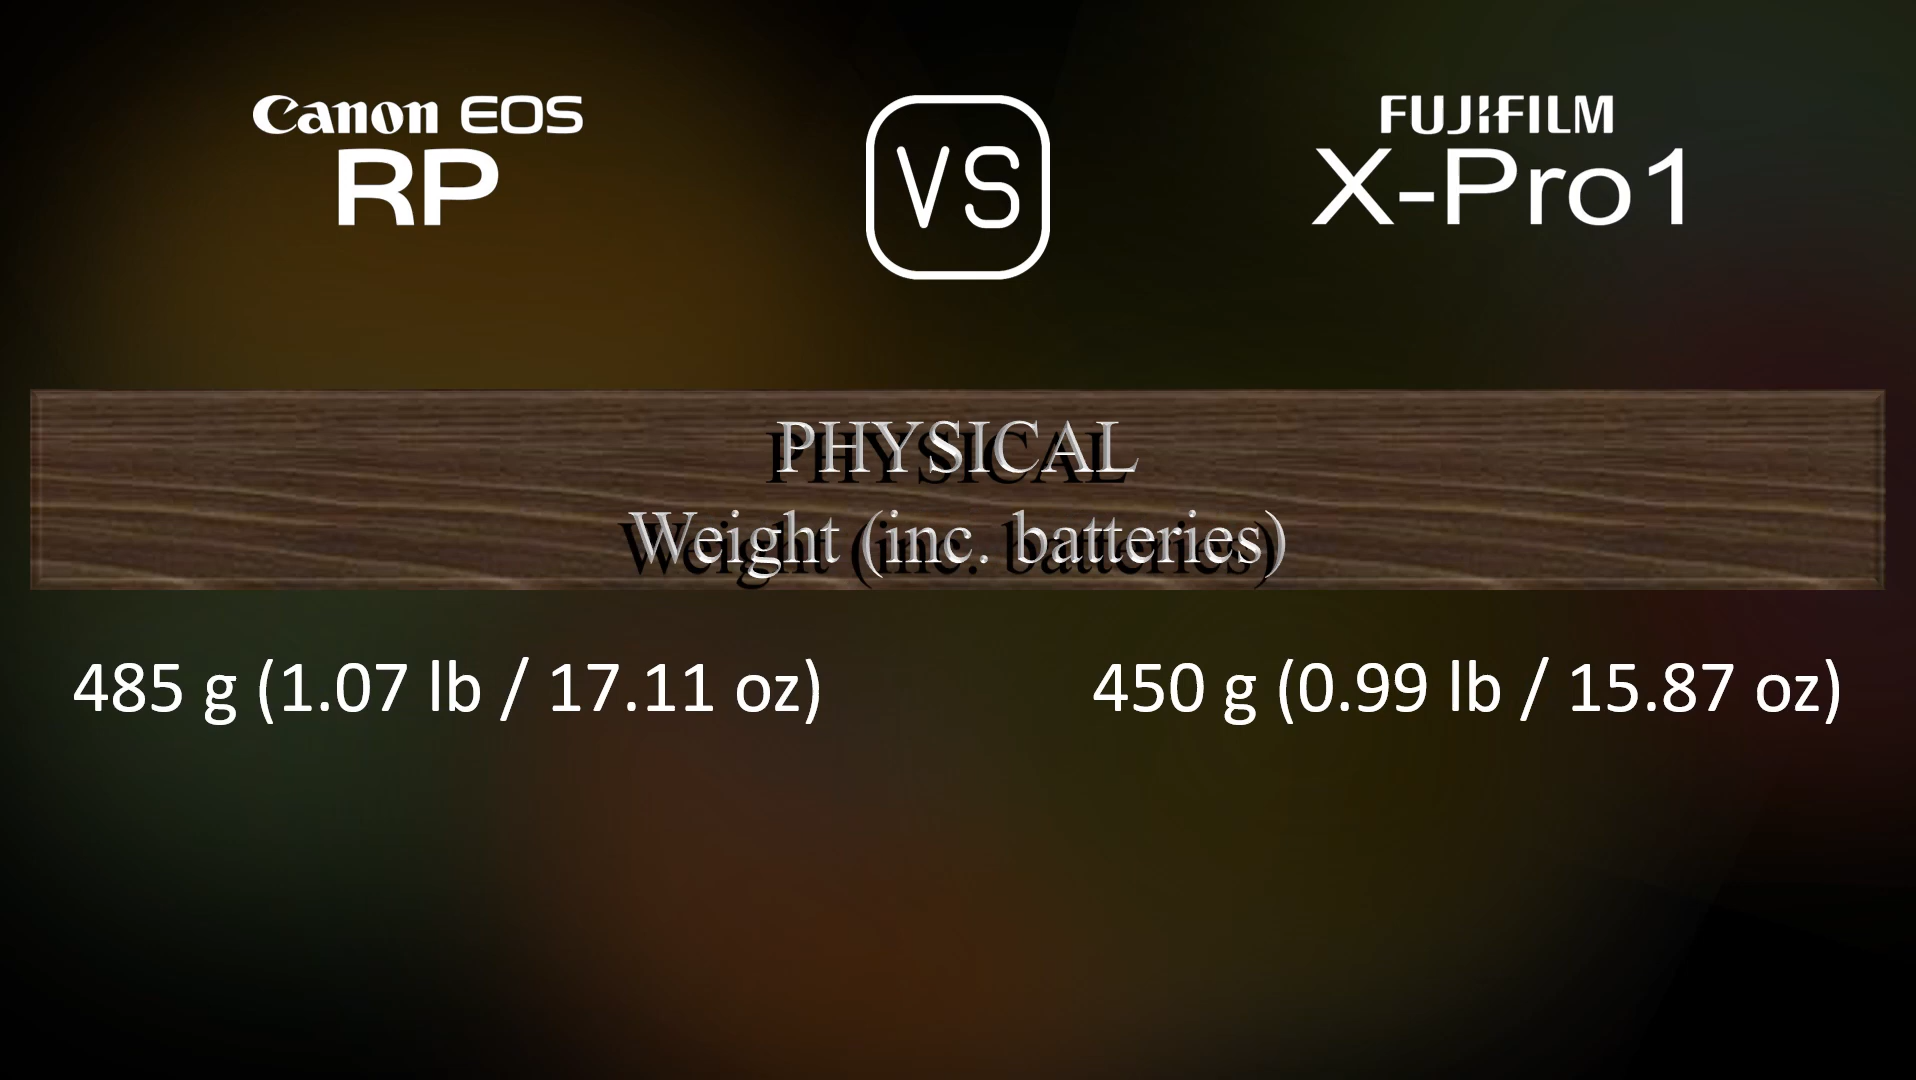 Canon EOS
RP
VS
FUJIFILM
X-Pro1
PHYSICAL
Weight (inc. batteries)
485 g (1.07 lb / 17.11 oz)
450 g (0.99 lb / 15.87 oz)